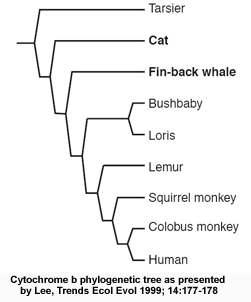 Tarsier
Cat
Fin-back whale
Bushbaby
Loris
Lemur
Squirrel monkey
Colobus monkey
Human
Cytochrome b phylogenetic tree as presented
by Lee, Trends Ecol Evol 1999; 14:177-178